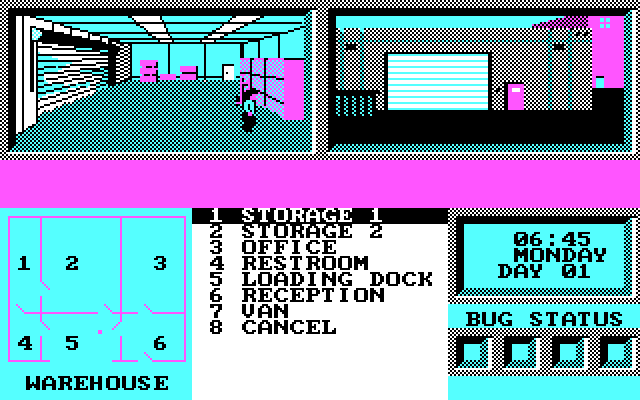 1 STORAGE 1
2 STORAGE 2
3 OFFICE
4 RESTROOM
5 LOADING DOCK
6 RECEPTION
7 VAN
8 CANCEL
1 2 3
4 5 6
WAREHOUSE
06:45
MONDAY
DAY 01
BUG STATUS